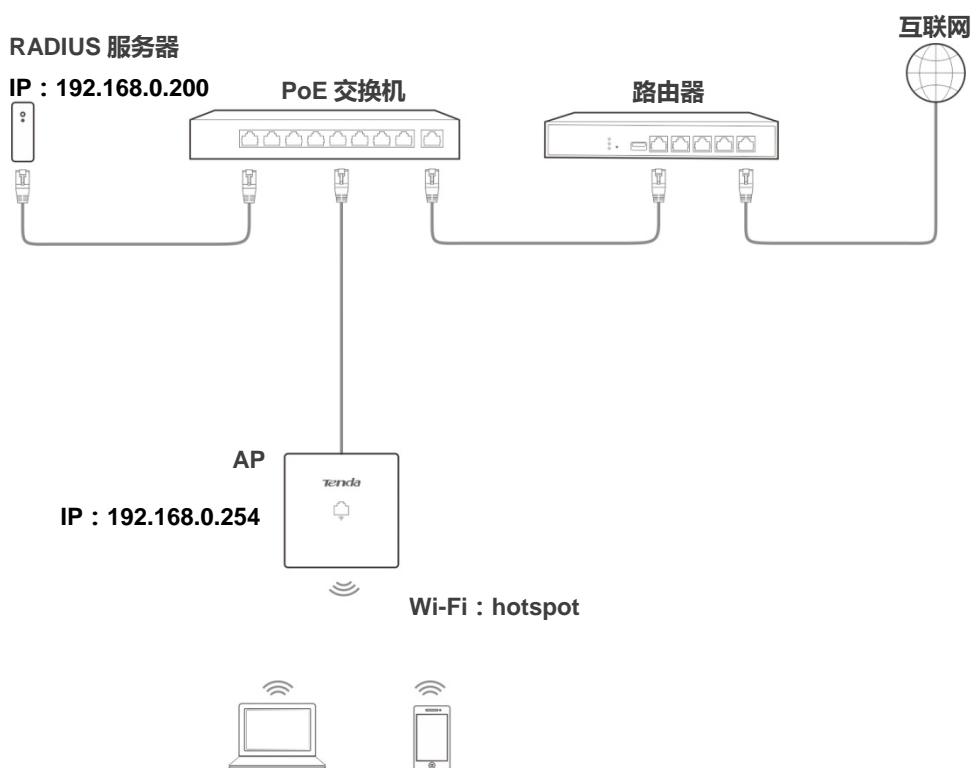 互联网
RADIUS 服务器
IP：192.168.0.200
PoE 交换机
路由器
AP
Tenda
IP：192.168.0.254
Wi-Fi：hotspot